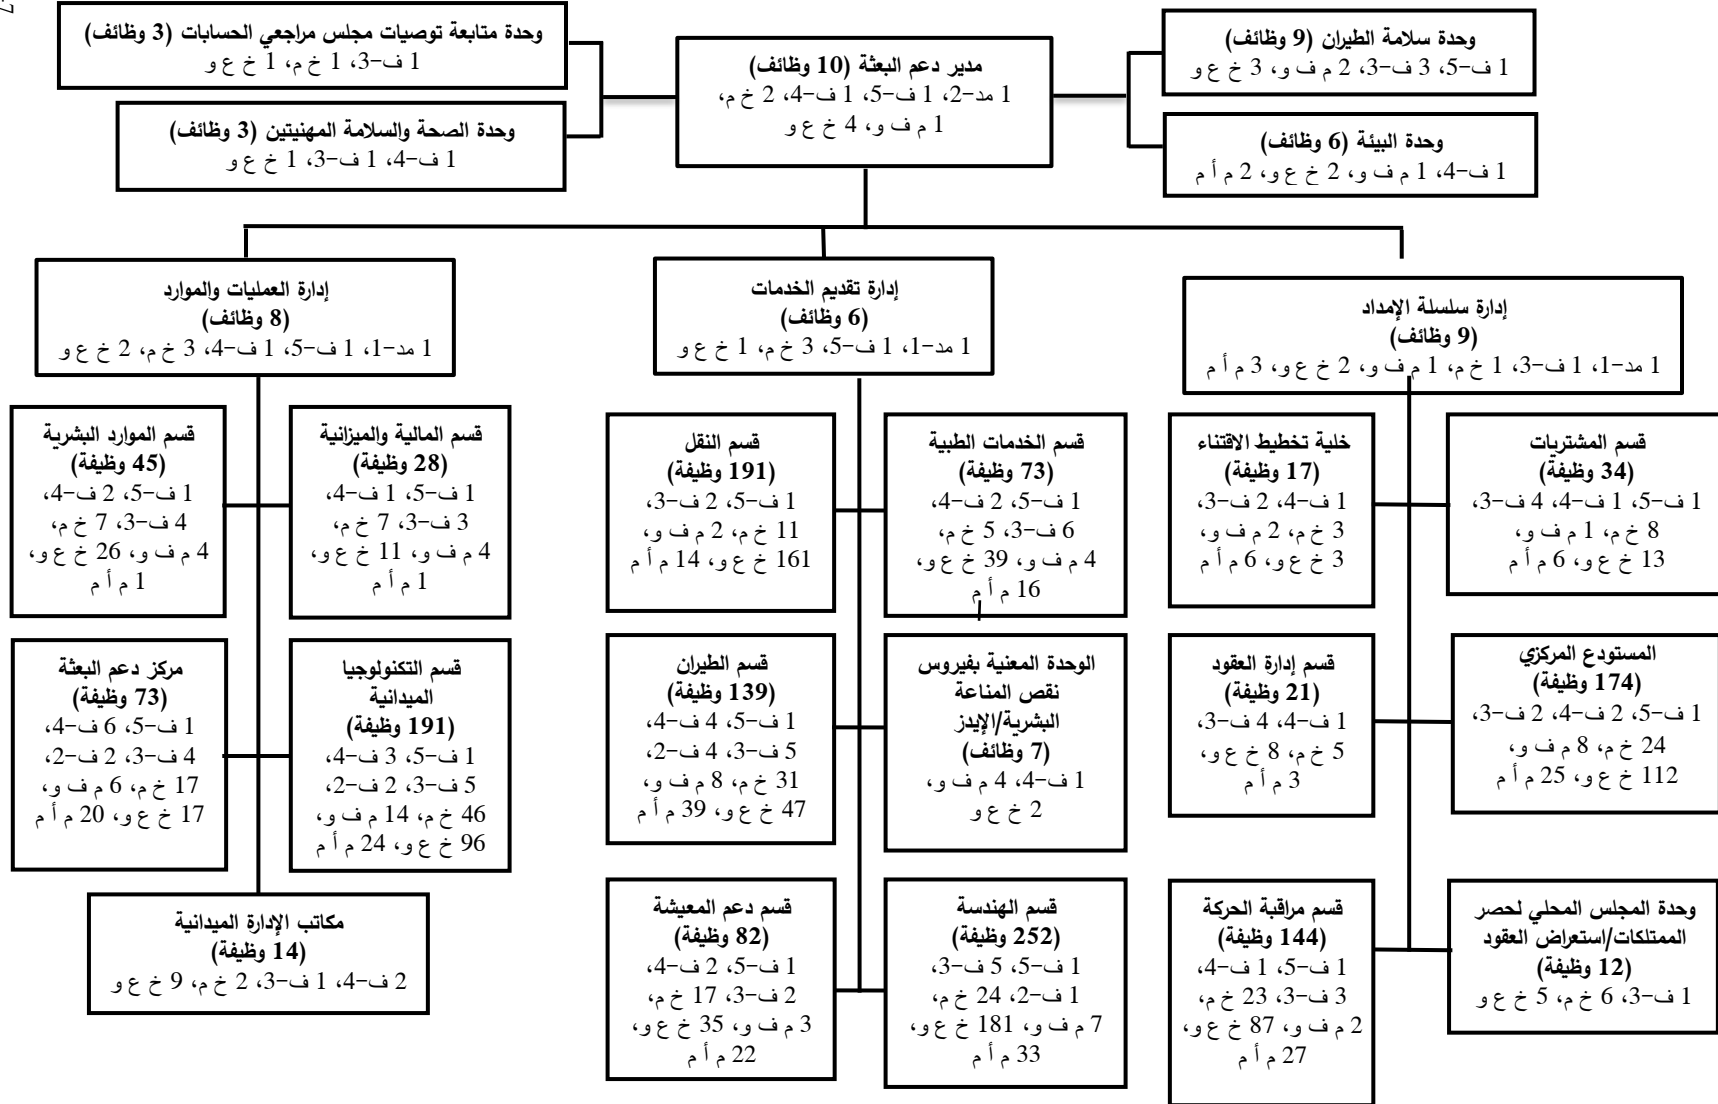 وحدة متابعة توصيات مجلس مراجعي الحسابات (3 وظائف)
1 ف-3، 1 خ م، 1 خ ع و
وحدة الصحة والسلامة المهنيتين (3 وظائف)
1 ف-4، 1 ف-3، 1 خ ع و
مدير دعم البعثة (10 وظائف)
1 مد-2، 1 ف-5، 1 ف-4، 2 خ م،
1 م ف و، 4 خ ع و
وحدة سلامة الطيران (9 وظائف)
1 ف-5، 3 ف-3، 2 م ف و، 3 خ ع و
وحدة البيئة (6 وظائف)
1 ف-4، 1 م ف و، 2 خ ع و، 2 م أ م
إدارة سلسلة الإمداد
(9 وظائف)
1 مد-1، 1 ف-3، 1 خ م، 1 م ف و، 2 خ ع و، 3 م أ م
إدارة تقديم الخدمات
(6 وظائف)
1 مد-1، 1 ف-5، 3 خ م، 1 خ ع و
إدارة العمليات والموارد
(8 وظائف)
1 مد-1، 1 ف-5، 1 ف-4، 3 خ م، 2 خ ع و
قسم المشتريات
(34 وظيفة)
1 ف-5، 1 ف-4، 4 ف-3،
8 خ م، 1 م ف و،
13 خ ع و، 6 م أ م
خلية تخطيط الاقتناء
(17 وظيفة)
1 ف-4، 2 ف-3،
3 خ م، 2 م ف و،
3 خ ع و، 6 م أ م
المستودع المركزي
(174 وظيفة)
1 ف-5، 2 ف-4، 2 ف-3،
24 خ م، 8 م ف و،
112 خ ع و، 25 م أ م
قسم إدارة العقود
(21 وظيفة)
1 ف-4، 4 ف-3،
5 خ م، 8 خ ع و،
3 م أ م
وحدة المجلس المحلي لحصر
الممتلكات/استعراض العقود
(12 وظيفة)
1 ف-3، 6 خ م، 5 خ ع و
قسم مراقبة الحركة
(144 وظيفة)
1 ف-5، 1 ف-4،
3 ف-3، 23 خ م،
2 م ف و، 87 خ ع و،
27 م أ م
قسم الخدمات الطبية
(73 وظيفة)
1 ف-5، 2 ف-4،
6 ف-3، 5 خ م،
4 م ف و، 39 خ ع و،
16 م أ م
قسم النقل
(191 وظيفة)
1 ف-5، 2 ف-3،
11 خ م، 2 م ف و،
161 خ ع و، 14 م أ م
الوحدة المعنية بفيروس
نقص المناعة
البشرية/الإيدز
(7 وظائف)
1 ف-4، 4 م ف و،
2 خ ع و
قسم الطيران
(139 وظيفة)
1 ف-5، 4 ف-4،
5 ف-3، 4 ف-2،
31 خ م، 8 م ف و،
47 خ ع و، 39 م أ م
قسم الهندسة
(252 وظيفة)
1 ف-5، 5 ف-3،
1 ف-2، 24 خ م،
7 م ف و، 181 خ ع و،
33 م أ م
قسم دعم المعيشة
(82 وظيفة)
1 ف-5، 2 ف-4،
2 ف-3، 17 خ م،
3 م ف و، 35 خ ع و،
22 م أ م
قسم المالية والميزانية
(28 وظيفة)
1 ف-5، 1 ف-4،
3 ف-3، 7 خ م،
4 م ف و، 11 خ ع و،
1 م أ م
قسم الموارد البشرية
(45 وظيفة)
1 ف-5، 2 ف-4،
4 ف-3، 7 خ م،
4 م ف و، 26 خ ع و،
1 م أ م
قسم التكنولوجيا
الميدانية
(191 وظيفة)
1 ف-5، 3 ف-4،
5 ف-3، 2 ف-2،
46 خ م، 14 م ف و،
96 خ ع و، 24 م أ م
مركز دعم البعثة
(73 وظيفة)
1 ف-5، 6 ف-4،
4 ف-3، 2 ف-2،
17 خ م، 6 م ف و،
17 خ ع و، 20 م أ م
مكاتب الإدارة الميدانية
(14 وظيفة)
2 ف-4، 1 ف-3، 2 خ م، 9 خ ع و